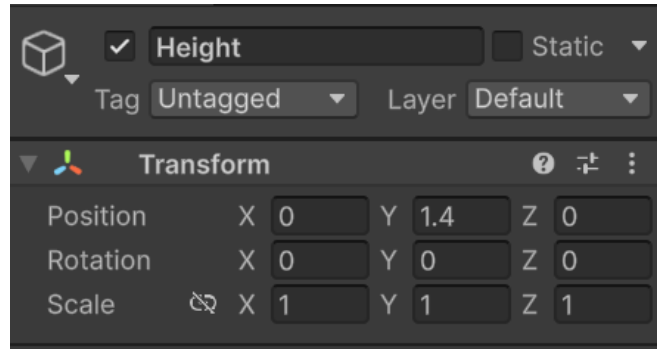 Height Static
Tag Untagged Layer Default
Transform
Position X 0 Y 1.4 Z 0
Rotation X 0 Y 0 Z 0
Scale X 1 Y 1 Z 1